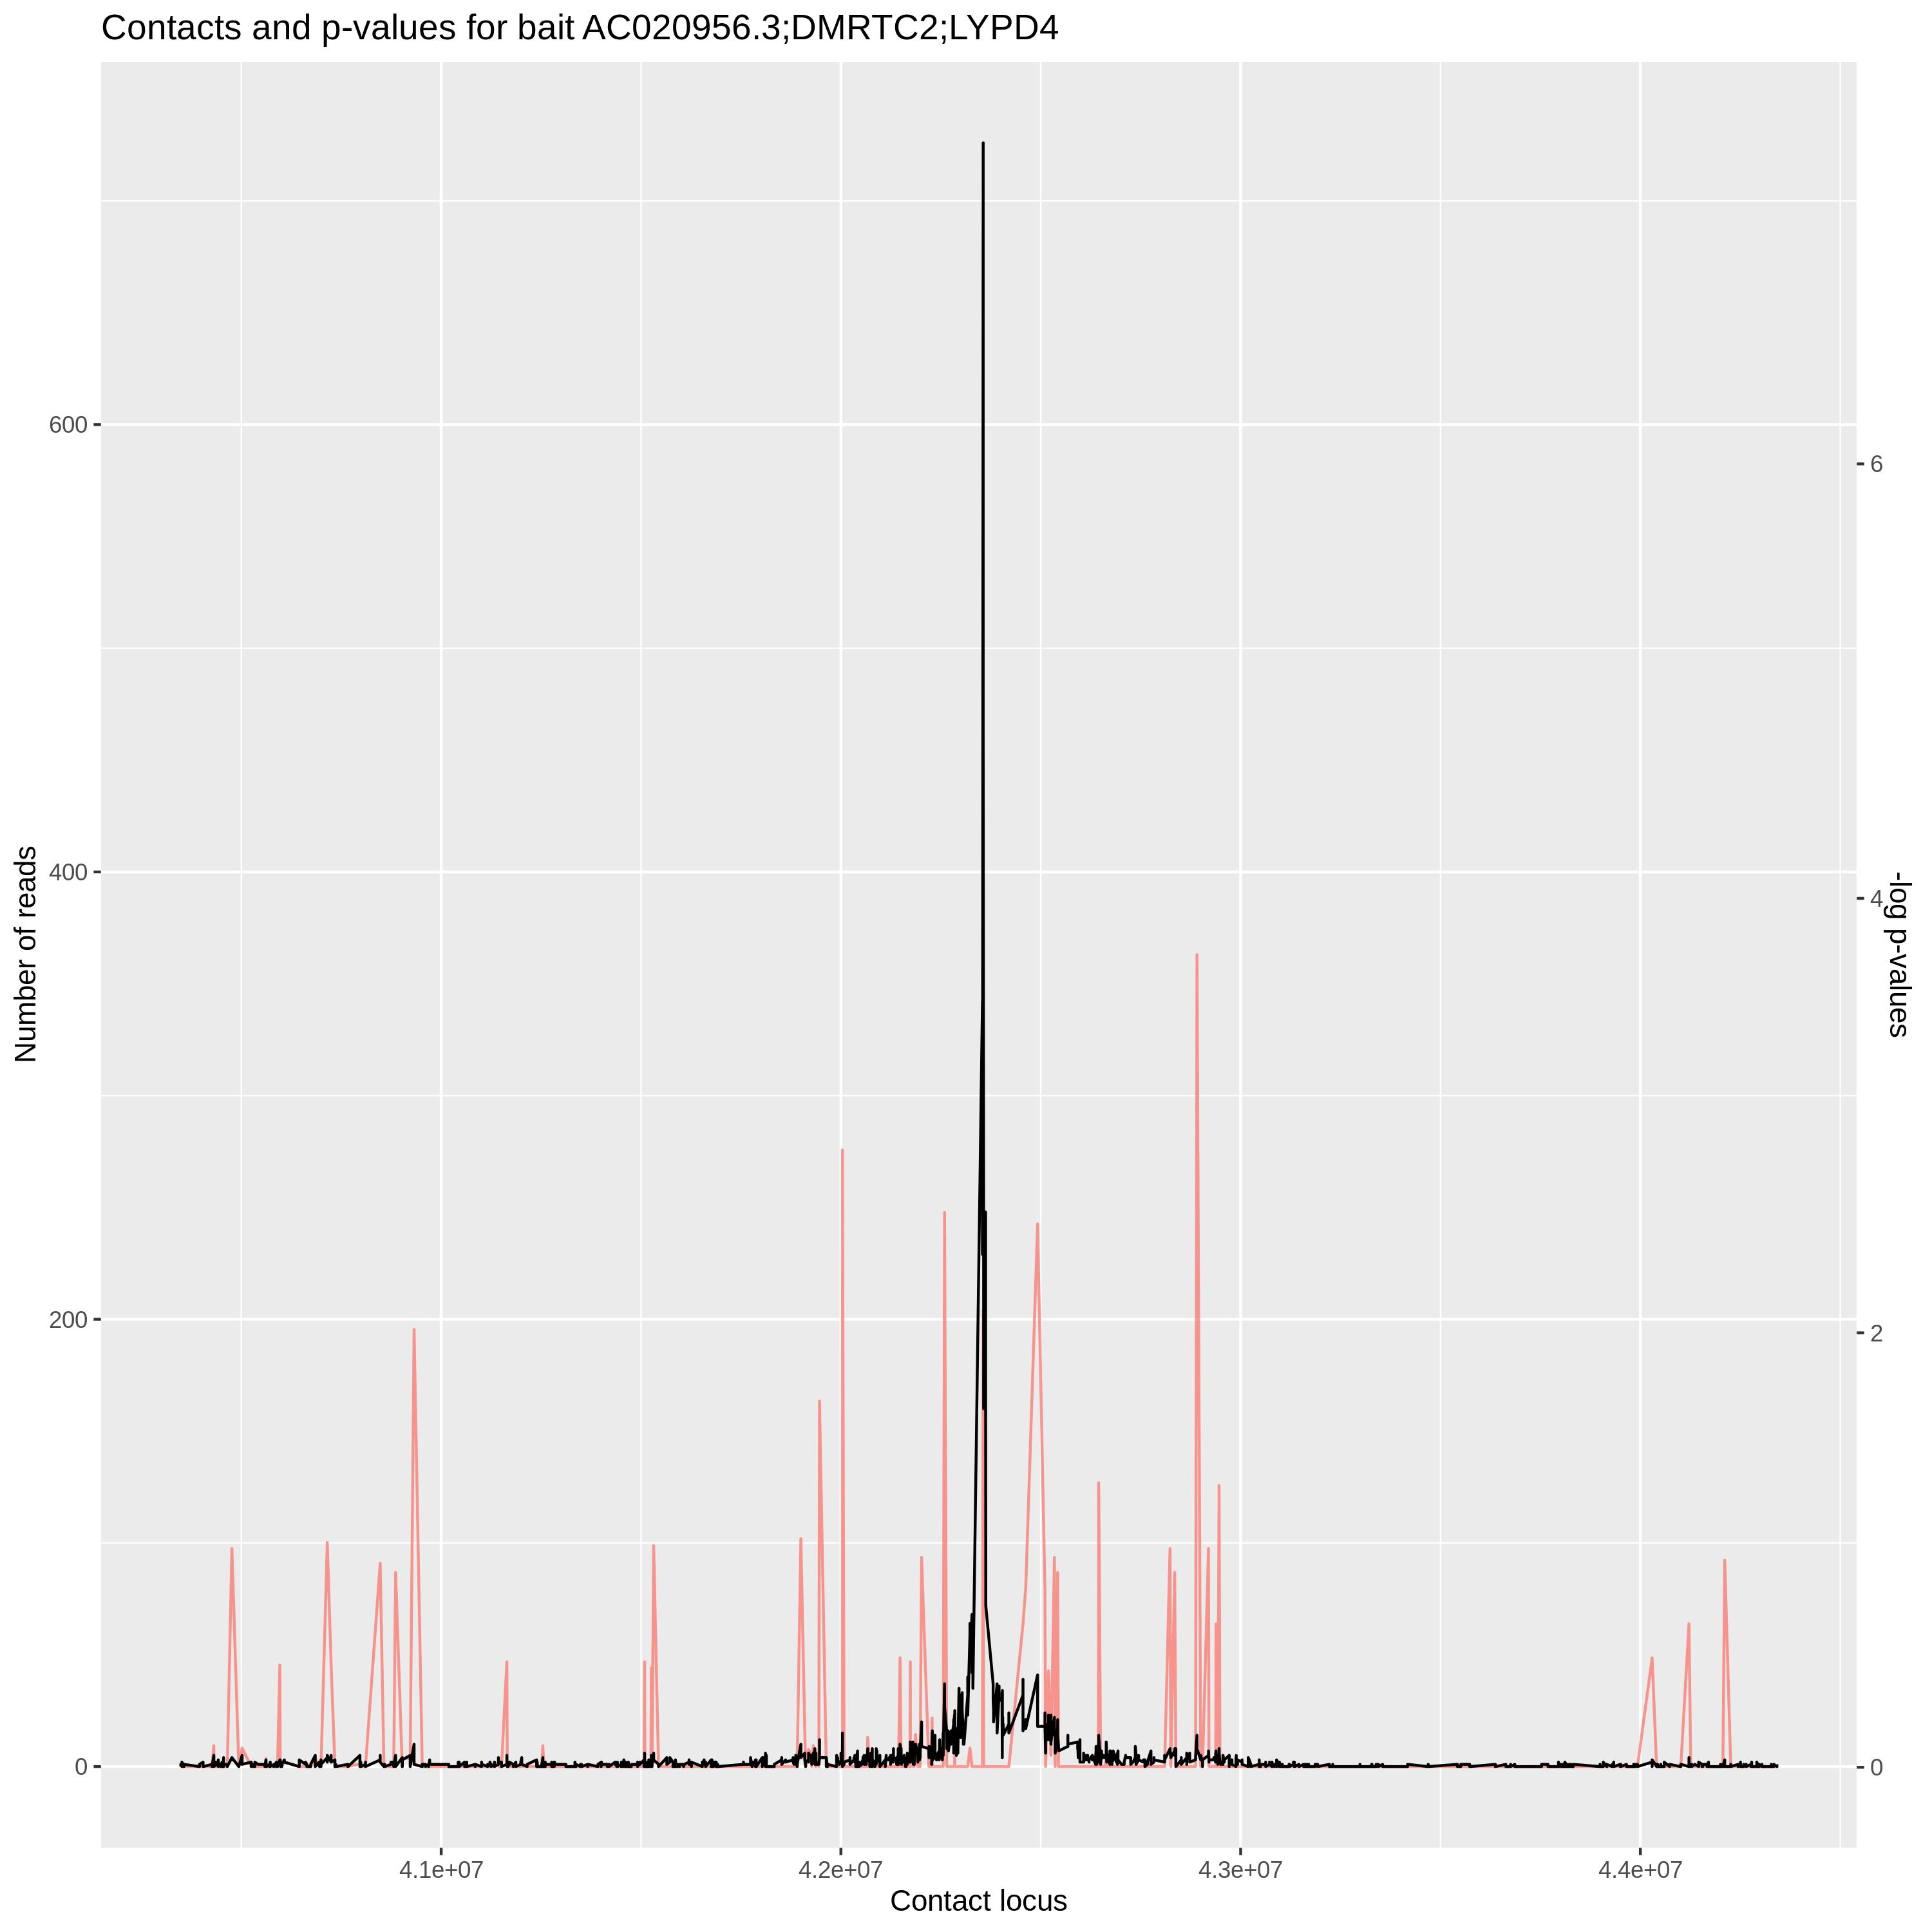 Contacts and p-values for bait AC020956.3;DMRTC2;LYPD4
Number of reads
600
400
200
0
6
4
2
0
-log p-values
4.1e+07
4.2e+07
4.3e+07
4.4e+07
Contact locus